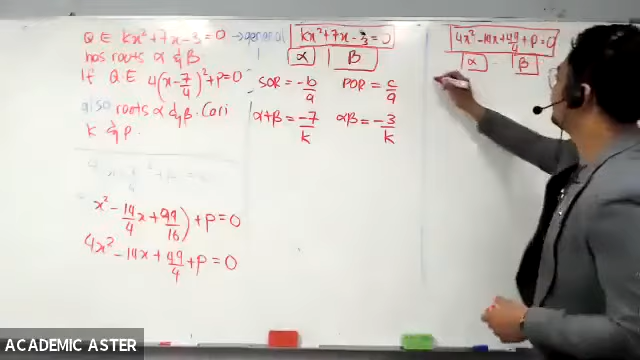 Q.E kx² + 7x - 3 = 0 → general
has roots α & β
If Q.E 4(x - 7/4)² + p = 0
also roots α & β. Cari
k & p.
x² - 14/4 x + 49/16) + p = 0
4x² - 14x + 49/4 + p = 0
kx² + 7x - 3 = 0
α β
SOR = -b/a POR = c/a
α + β = -7/k αβ = -3/k
4x² - 14x + 49/4 + p = 0
α β
ACADEMIC ASTER